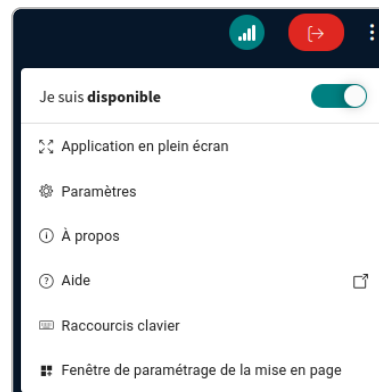 Je suis disponible
Application en plein écran
Paramètres
À propos
Aide
Raccourcis clavier
Fenêtre de paramétrage de la mise en page